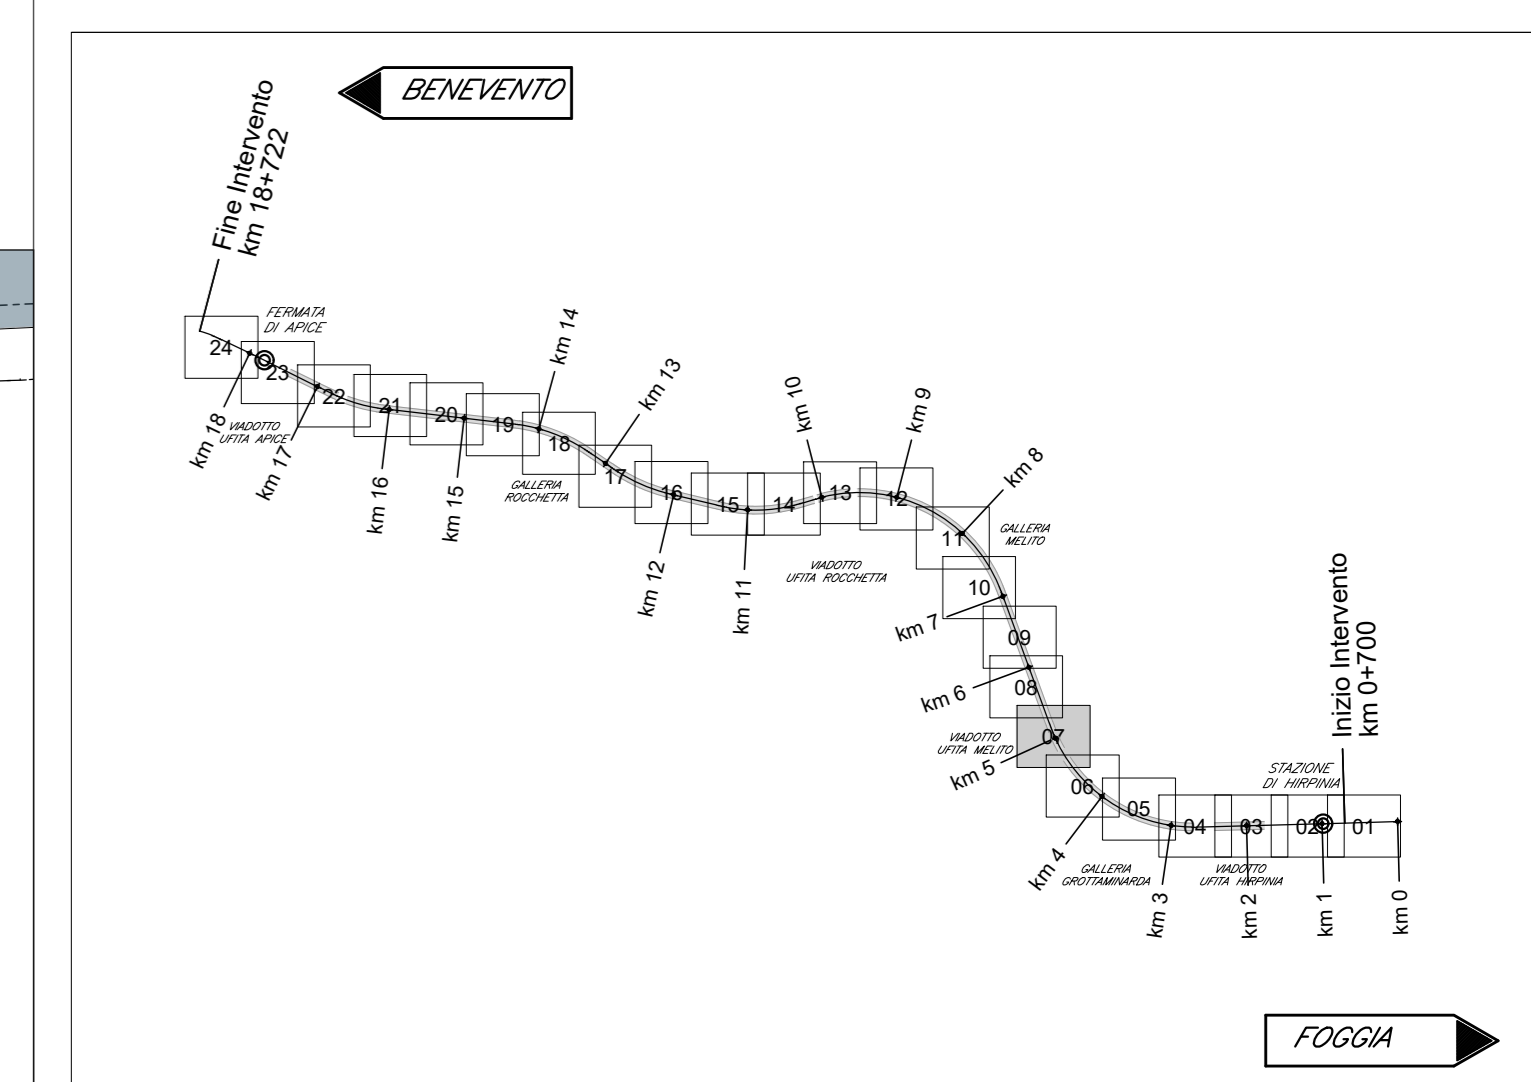 BENEVENTO
Fine Intervento
km 18+722
FERMATA
DI APICE
24
23
22
21
20
19
18
17
16
15
14
13
12
11
10
09
08
07
06
05
04
03
02
01
km 18
VIADOTTO
UFITA APICE
km 17
km 16
km 15
km 14
GALLERIA
ROCCHETTA
km 13
km 12
km 11
km 10
VIADOTTO
UFITA ROCCHETTA
km 9
km 8
GALLERIA
MELITO
km 7
km 6
VIADOTTO
UFITA MELITO
km 5
km 4
GALLERIA
GROTTAMINARDA
km 3
VIADOTTO
UFITA HIRPINIA
km 2
STAZIONE
DI HIRPINIA
km 1
Inizio Intervento
km 0+700
km 0
FOGGIA